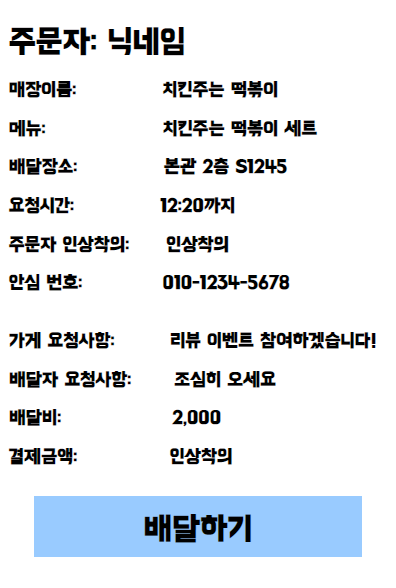 주문자: 닉네임
매장이름: 치킨주는 떡볶이
메뉴: 치킨주는 떡볶이 세트
배달장소: 본관 2층 S1245
요청시간: 12:20까지
주문자 인상착의: 인상착의
안심 번호: 010-1234-5678
가게 요청사항: 리뷰 이벤트 참여하겠습니다!
배달자 요청사항: 조심히 오세요
배달비: 2,000
결제금액: 인상착의
배달하기